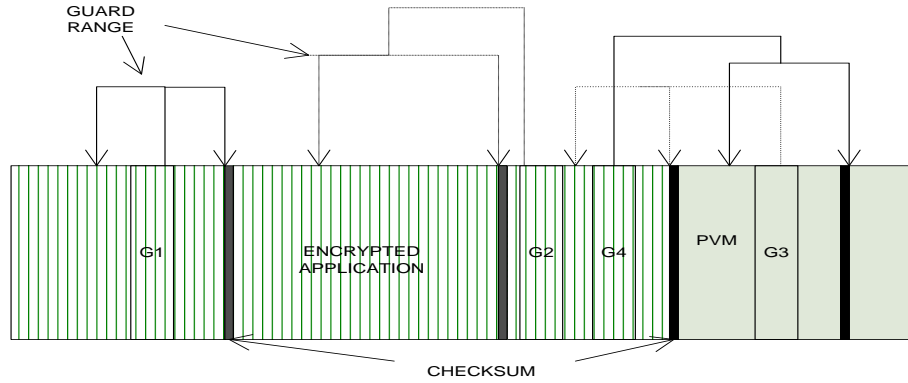 GUARD
RANGE
G1
ENCRYPTED
APPLICATION
G2
G4
PVM
G3
CHECKSUM